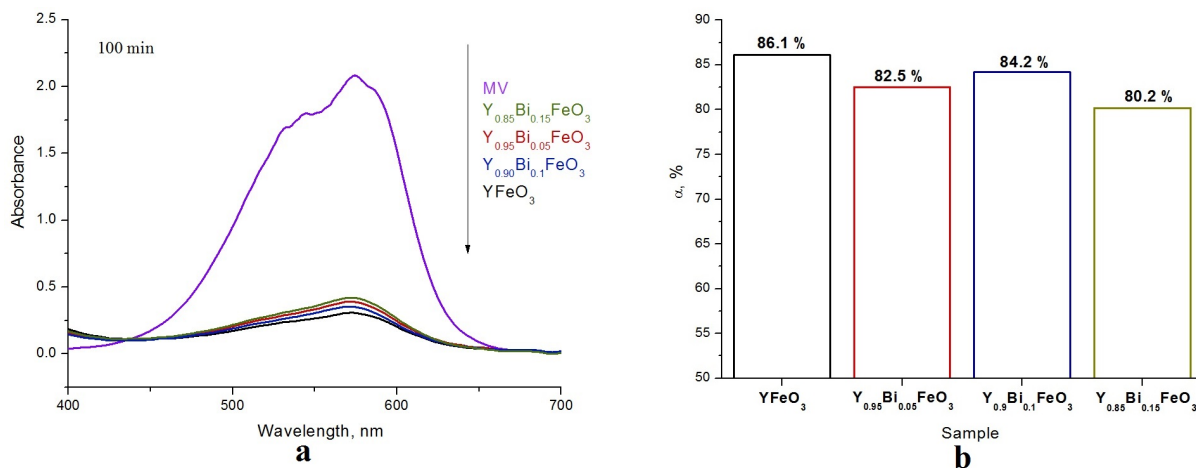 100 min
MV
Y0.85Bi0.15FeO3
Y0.95Bi0.05FeO3
Y0.90Bi0.1FeO3
YFeO3
2.5
2.0
1.5
1.0
0.5
0.0
Absorbance
400 500 600 700
Wavelength, nm
a
90
85
80
75
70
65
60
55
50
α, %
86.1 %
82.5 %
84.2 %
80.2 %
YFeO3 Y0.95Bi0.05FeO3 Y0.9Bi0.1FeO3 Y0.85Bi0.15FeO3
Sample
b